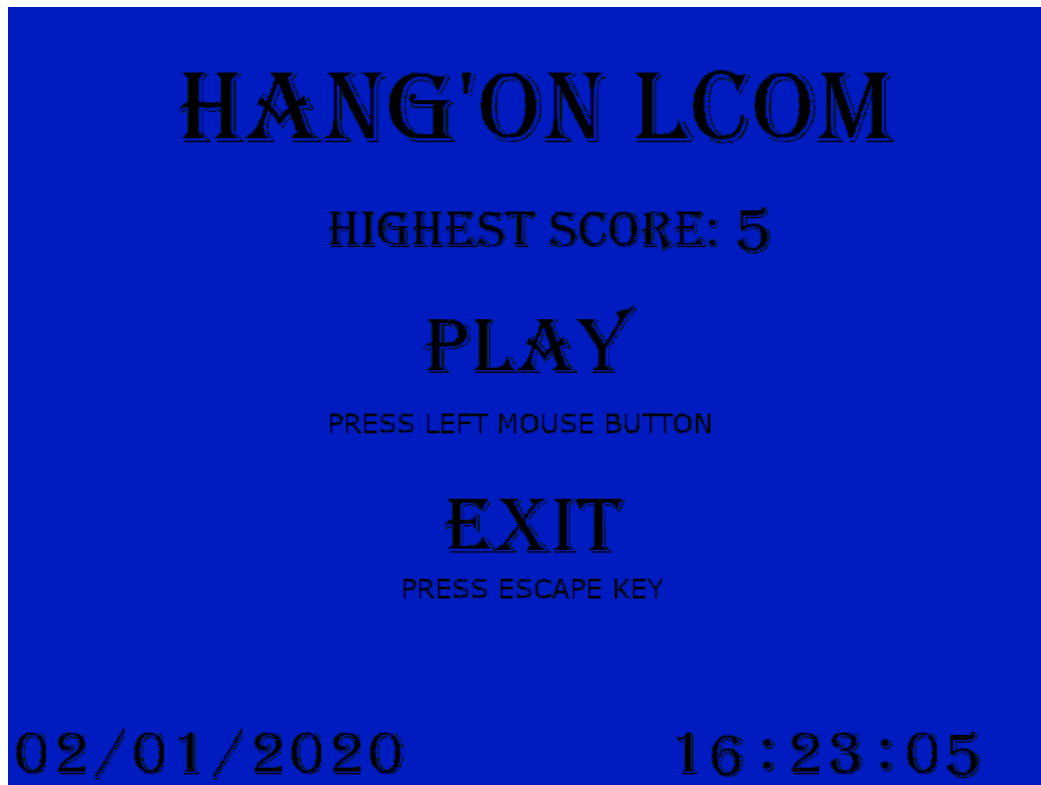 HANG'ON LCOM
HIGHEST SCORE: 5
PLAY
PRESS LEFT MOUSE BUTTON
EXIT
PRESS ESCAPE KEY
02/01/2020 16:23:05